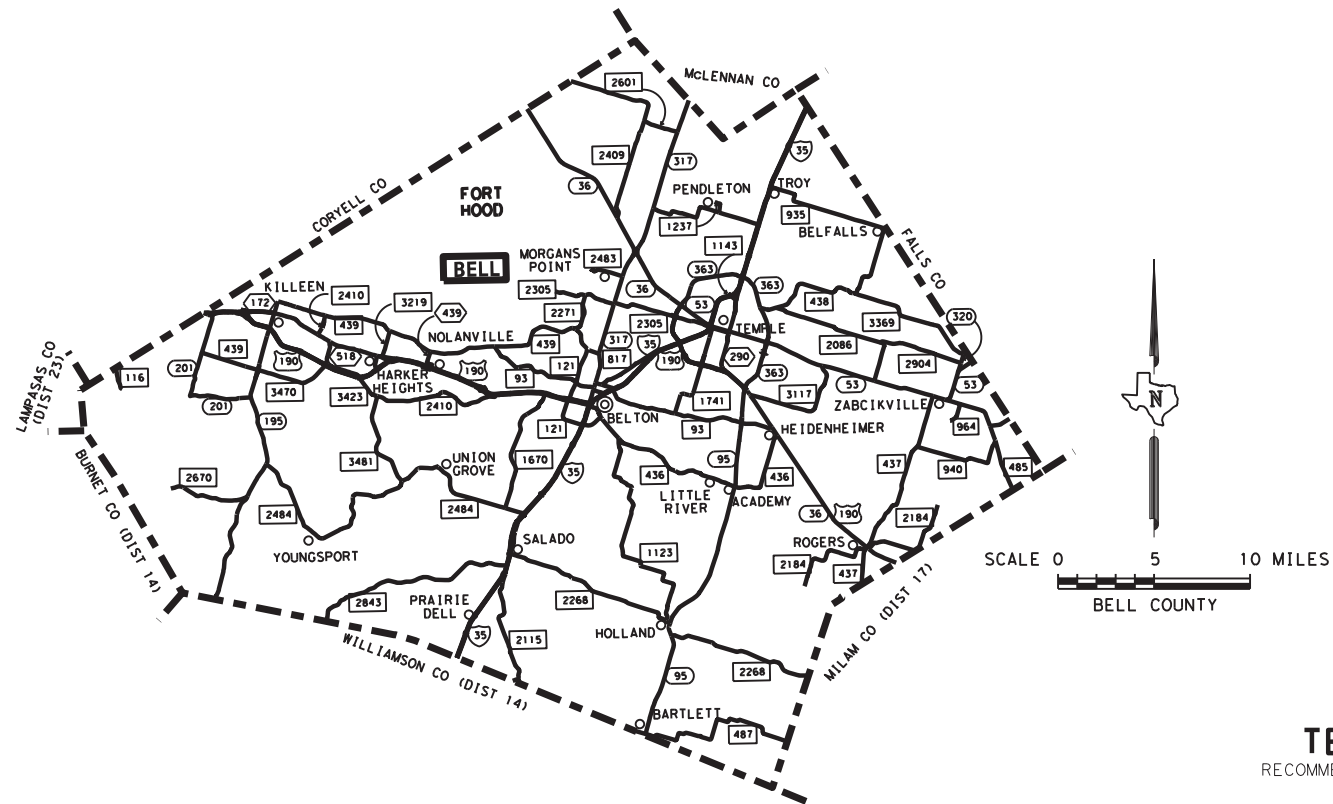 McLENNAN CO
2601
35
2409
317
36
FORT
HOOD
CORYELL CO
PENDLETON
TROY
935
1237
BELFALLS
FALLS CO
1143
MORGANS
POINT
2483
BELL
363
363
KILLEEN
2410
2305
36
53
438
172
3219
439
2271
3369
320
439
NOLANVILLE
2305
TEMPLE
439
317
35
2086
439
518
817
190
290
2904
190
HARKER
HEIGHTS
190
121
363
LAMPASAS CO
(DIST 23)
116
201
93
53
53
3470
3423
1741
3117
ZABCIKVILLE
201
2410
BELTON
195
121
93
HEIDENHEIMER
964
BURNET CO (DIST 14)
3481
UNION
GROVE
1670
95
437
940
485
35
436
436
2670
LITTLE
RIVER
ACADEMY
2484
2484
36
190
2184
YOUNGSPORT
SALADO
ROGERS
1123
2184
437
2843
PRAIRIE
DELL
2268
HOLLAND
35
2115
WILLIAMSON CO (DIST 14)
MILAM CO (DIST 17)
95
2268
BARTLETT
487
N
SCALE 0 5 10 MILES
BELL COUNTY
TE
RECOMME